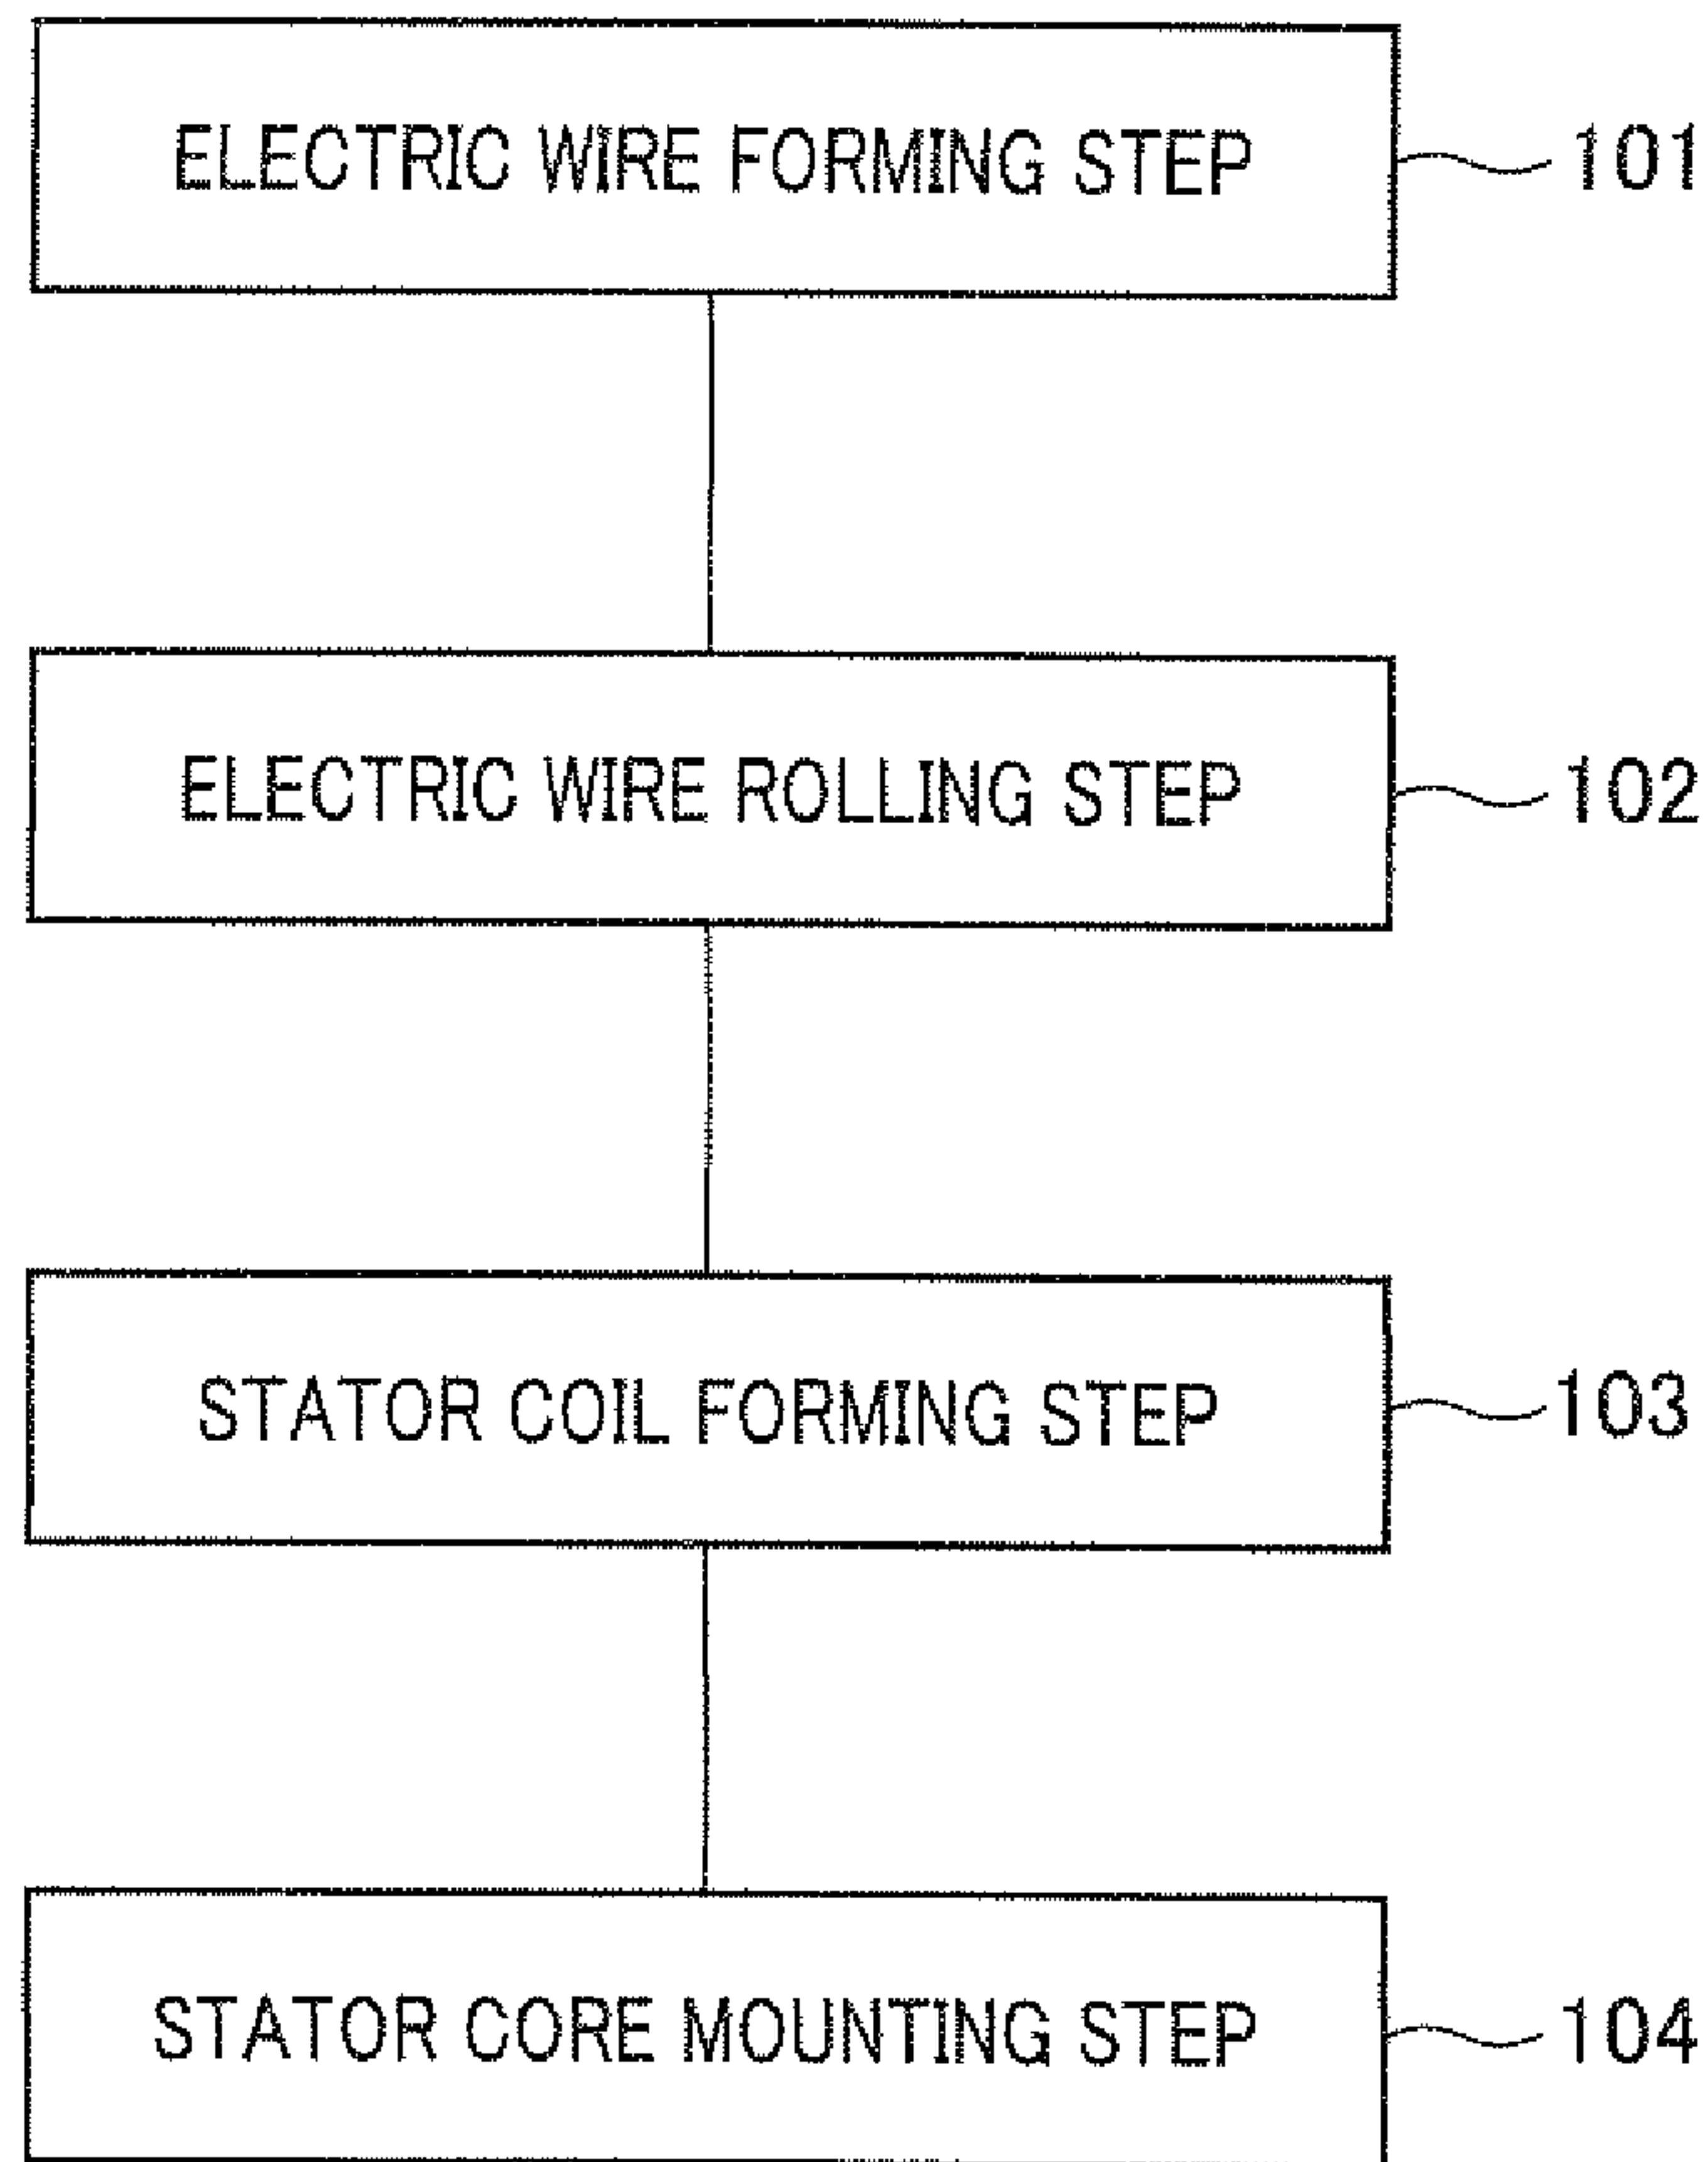 ELECTRIC WIRE FORMING STEP 101
ELECTRIC WIRE ROLLING STEP 102
STATOR COIL FORMING STEP 103
STATOR CORE MOUNTING STEP 104